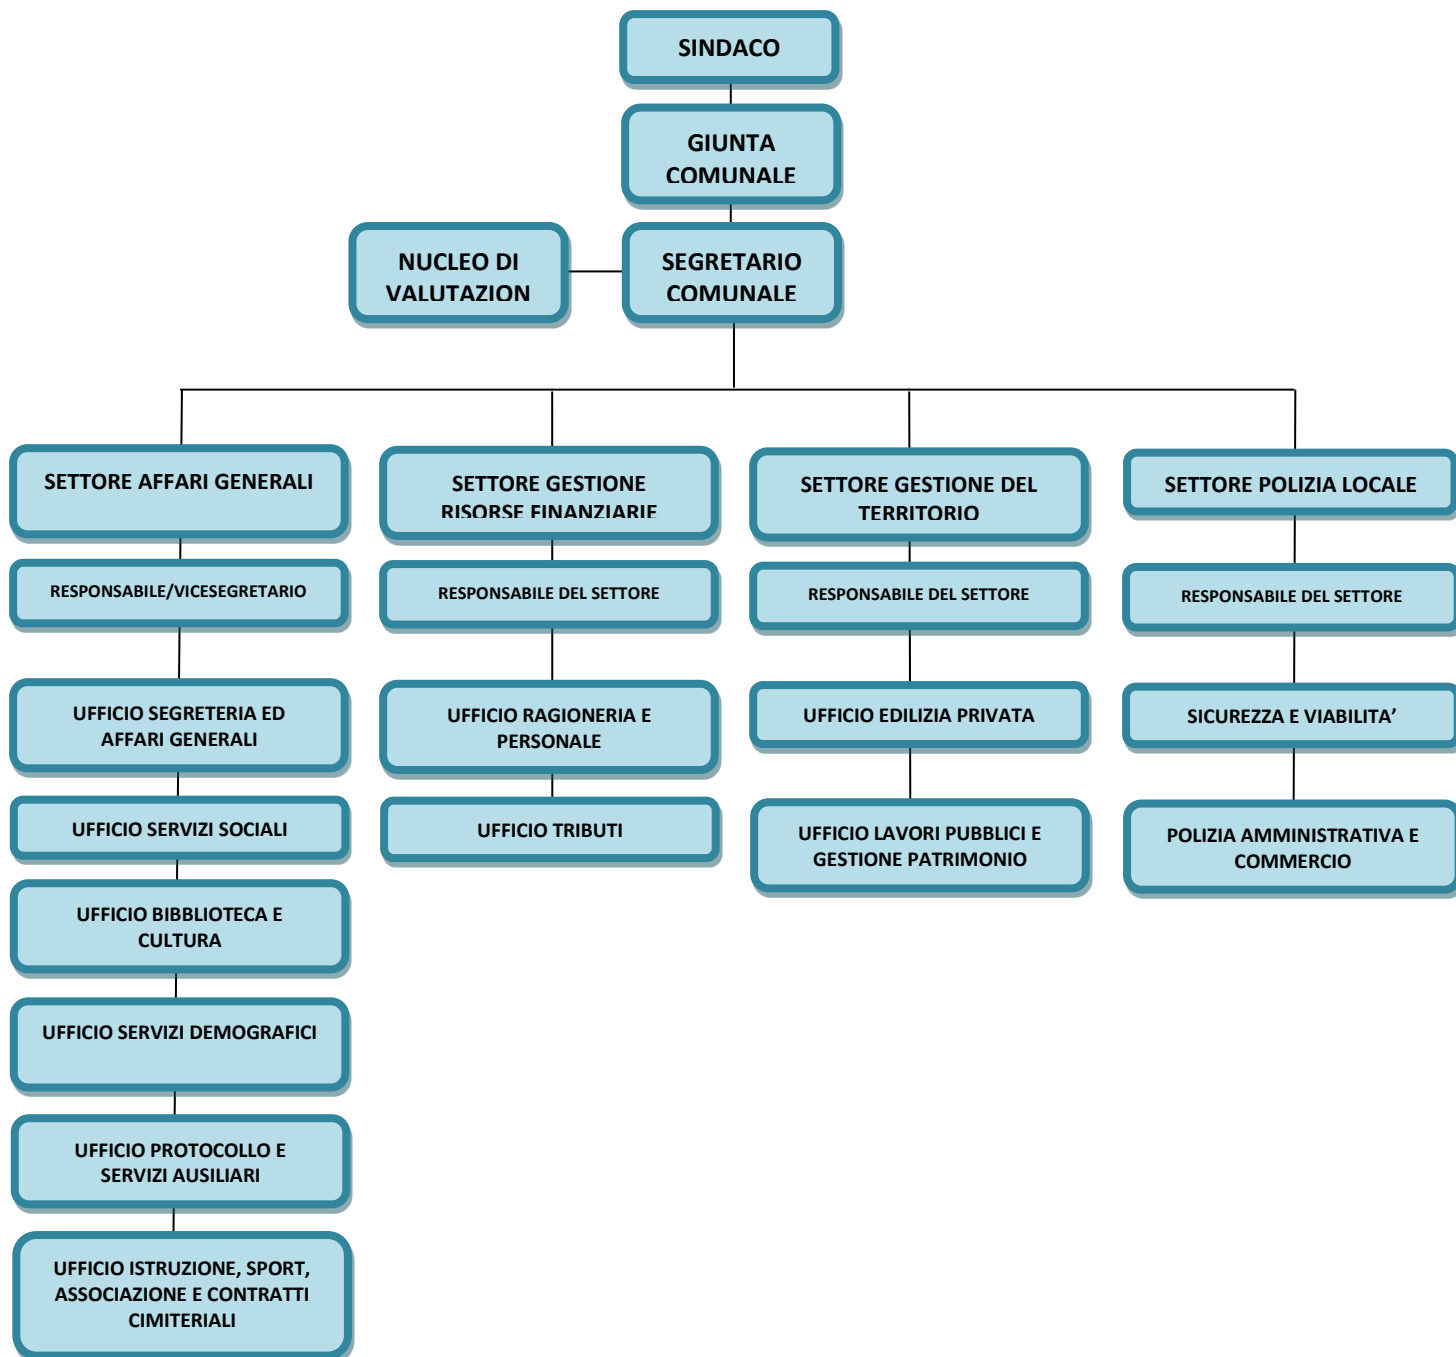 SINDACO
GIUNTA
COMUNALE
NUCLEO DI
VALUTAZION
SEGRETARIO
COMUNALE
SETTORE AFFARI GENERALI
SETTORE GESTIONE
RISORSE FINANZIARIE
SETTORE GESTIONE DEL
TERRITORIO
SETTORE POLIZIA LOCALE
RESPONSABILE/VICESEGRETARIO
RESPONSABILE DEL SETTORE
RESPONSABILE DEL SETTORE
RESPONSABILE DEL SETTORE
UFFICIO SEGRETERIA ED
AFFARI GENERALI
UFFICIO RAGIONERIA E
PERSONALE
UFFICIO EDILIZIA PRIVATA
SICUREZZA E VIABILITA’
UFFICIO SERVIZI SOCIALI
UFFICIO TRIBUTI
UFFICIO LAVORI PUBBLICI E
GESTIONE PATRIMONIO
POLIZIA AMMINISTRATIVA E
COMMERCIO
UFFICIO BIBBLIOTECA E
CULTURA
UFFICIO SERVIZI DEMOGRAFICI
UFFICIO PROTOCOLLO E
SERVIZI AUSILIARI
UFFICIO ISTRUZIONE, SPORT,
ASSOCIAZIONE E CONTRATTI
CIMITERIALI